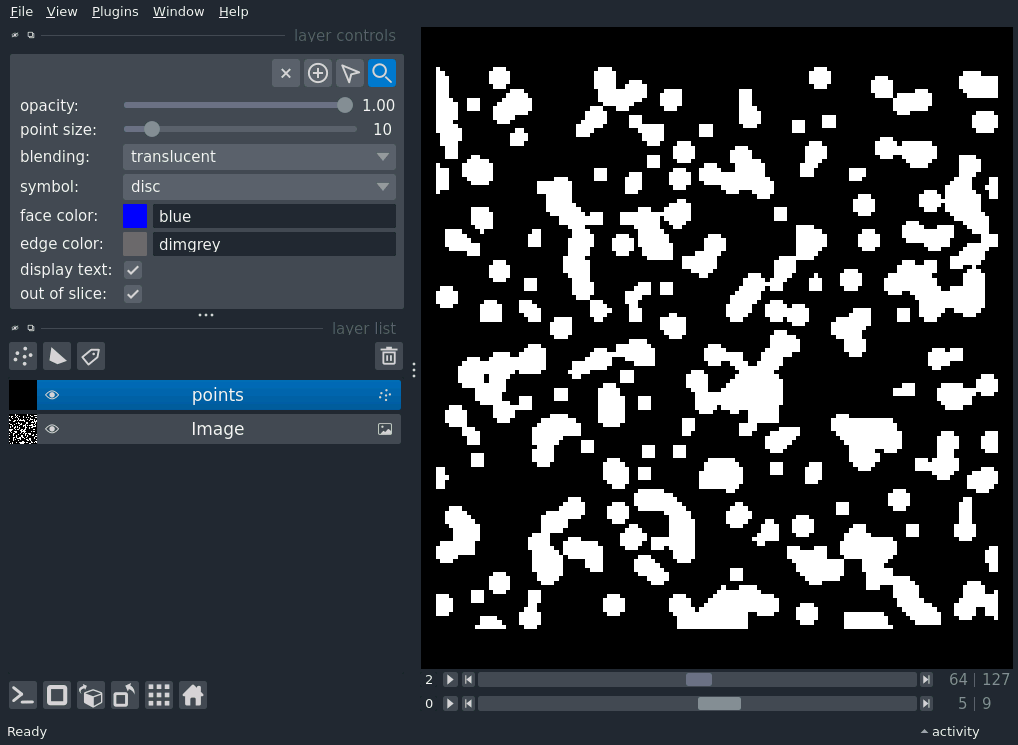 File View Plugins Window Help
layer controls
opacity: 1.00
point size: 10
blending: translucent
symbol: disc
face color: blue
edge color: dimgrey
display text:
out of slice:
layer list
points
Image
2 64 | 127
0 5 | 9
Ready activity